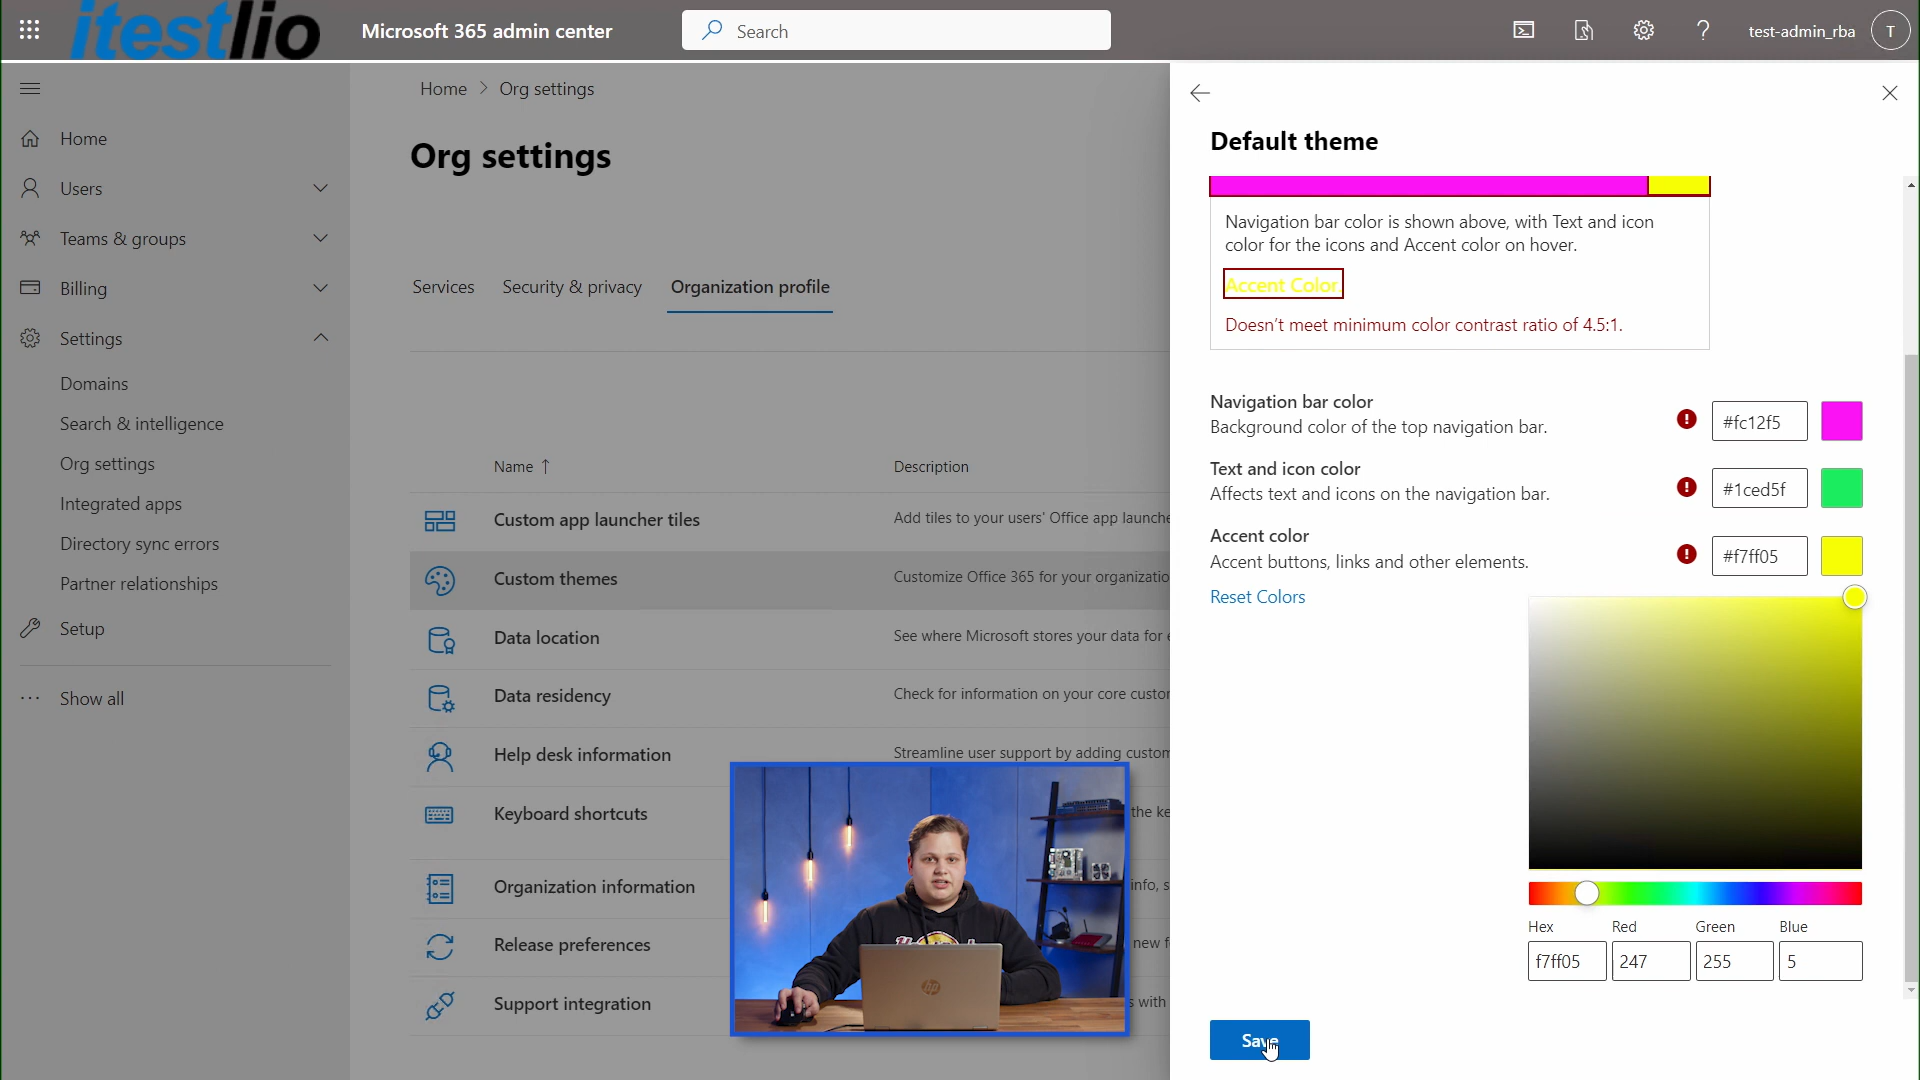 itestlio
Microsoft 365 admin center
Search
test-admin_rba
T
Home
Users
Teams & groups
Billing
Settings
Domains
Search & intelligence
Org settings
Integrated apps
Directory sync errors
Partner relationships
Setup
Show all
Home > Org settings
Org settings
Services Security & privacy Organization profile
Name ↑ Description
Custom app launcher tiles Add tiles to your users' Office app launche
Custom themes Customize Office 365 for your organizatio
Data location See where Microsoft stores your data for e
Data residency Check for information on your core custor
Help desk information Streamline user support by adding custom
Keyboard shortcuts the ke
Organization information info, s
Release preferences new f
Support integration s with
hp
Default theme
Navigation bar color is shown above, with Text and icon
color for the icons and Accent color on hover.
Accent Color.
Doesn't meet minimum color contrast ratio of 4.5:1.
Navigation bar color
Background color of the top navigation bar.
#fc12f5
Text and icon color
Affects text and icons on the navigation bar.
#1ced5f
Accent color
Accent buttons, links and other elements.
#f7ff05
Reset Colors
Hex Red Green Blue
f7ff05 247 255 5
Save